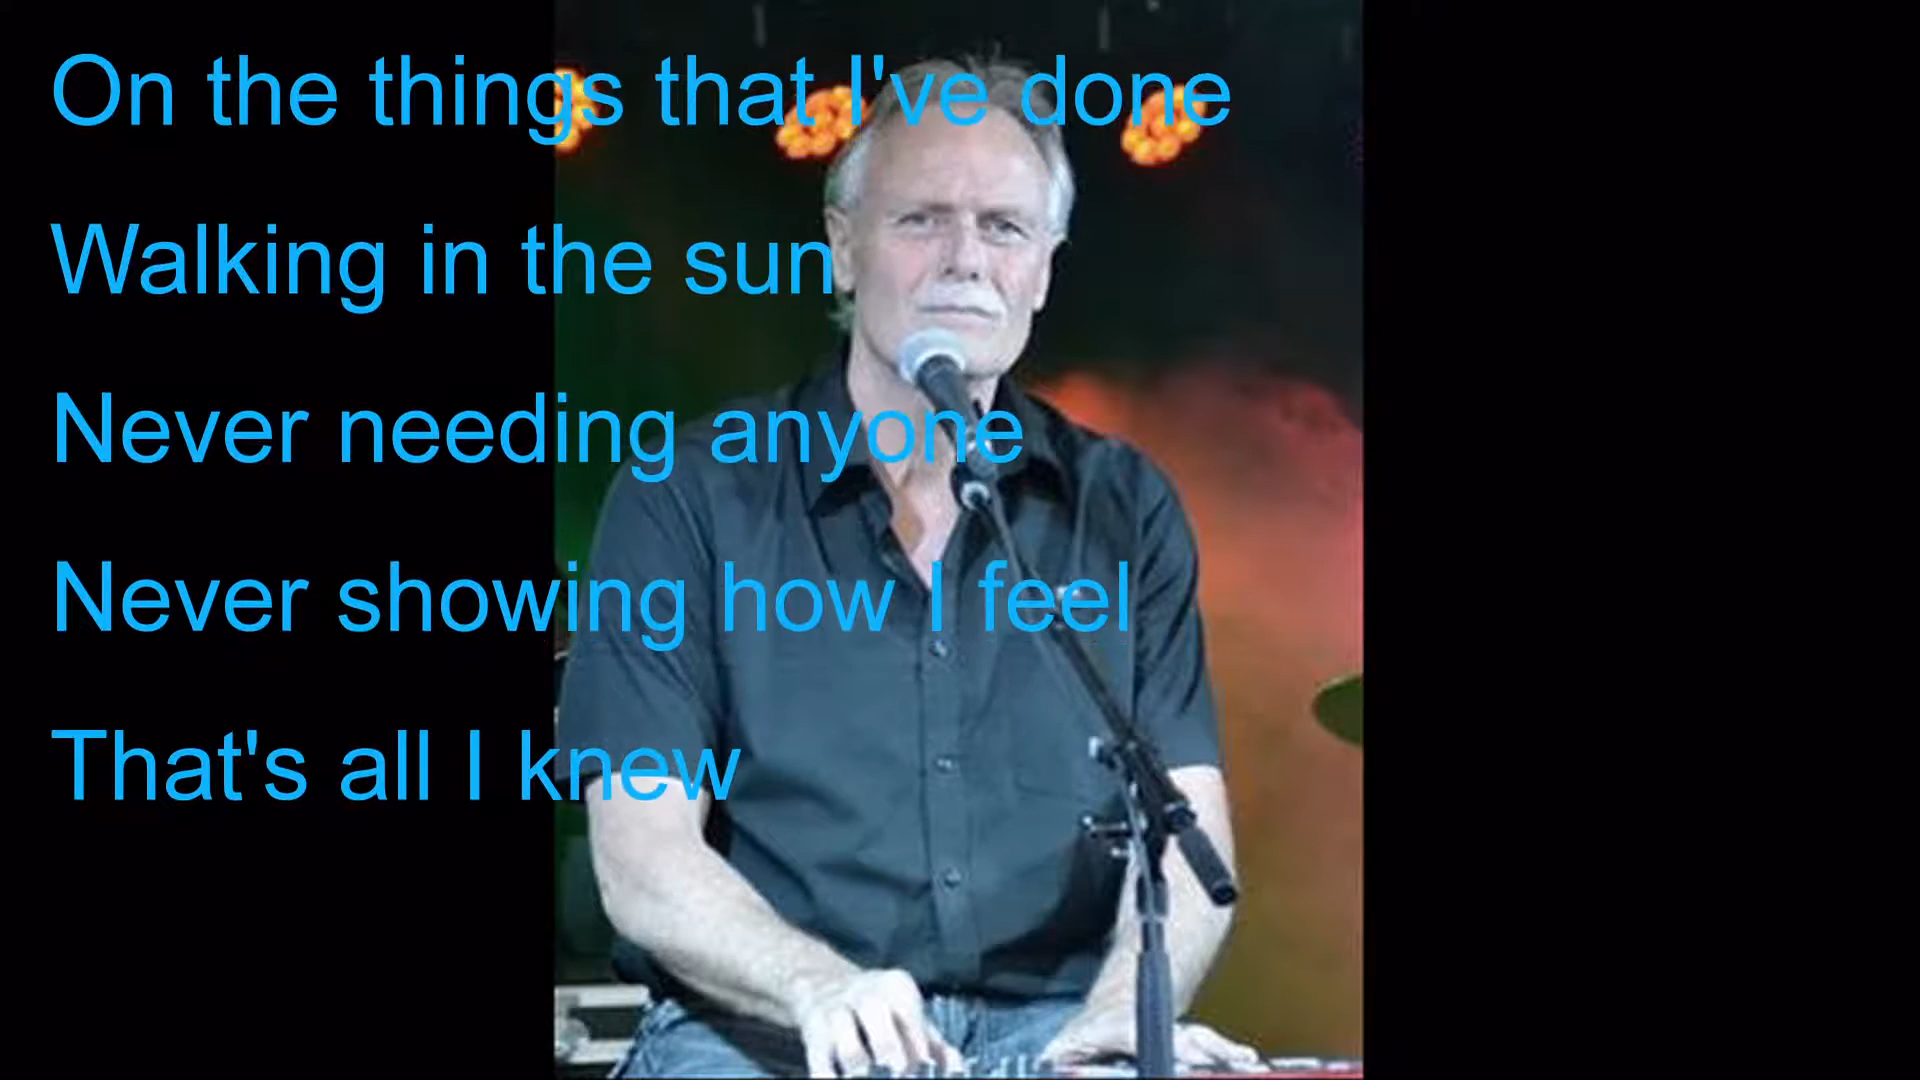 On the things that I've done
Walking in the sun
Never needing anyone
Never showing how I feel
That's all I knew